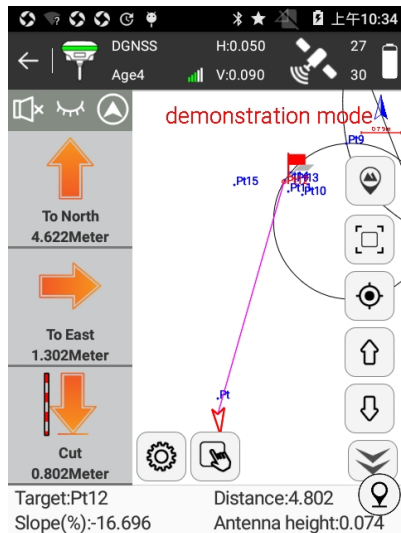 上午10:34
DGNSS H:0.050 27
Age4 V:0.090 30
demonstration mode
Pt9
Pt15
Pt13
Pt11
Pt10
To North
4.622Meter
To East
1.302Meter
Pt
Cut
0.802Meter
Target:Pt12 Distance:4.802
Slope(%):-16.696 Antenna height:0.074